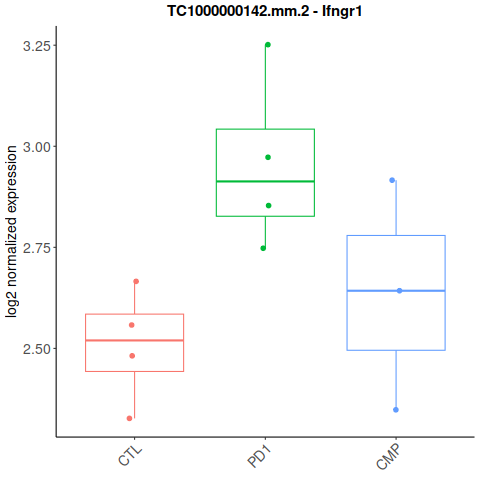 TC1000000142.mm.2 - Ifngr1
log2 normalized expression
3.25
3.00
2.75
2.50
CTL
PD1
CMP